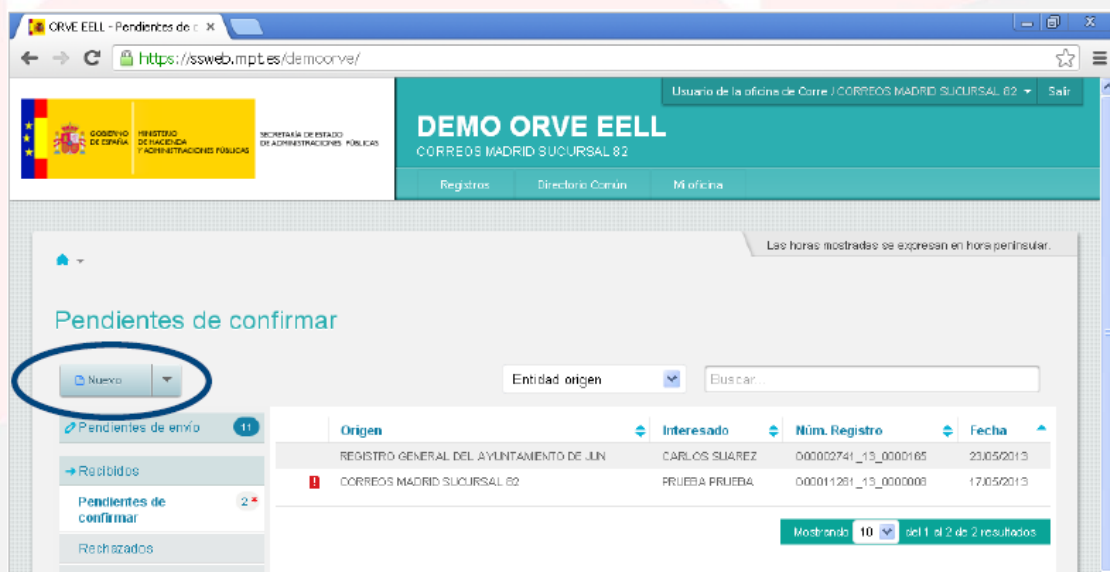 ORVE EELL - Pendientes de c
https://ssweb.mpt.es/demoorve/
Usuario de la oficina de Corre / CORREOS MADRID SUCURSAL 82
Salir
GOBIERNO DE ESPAÑA
MINISTERIO DE HACIENDA Y ADMINISTRACIONES PÚBLICAS
SECRETARÍA DE ESTADO DE ADMINISTRACIONES PÚBLICAS
DEMO ORVE EELL
CORREOS MADRID SUCURSAL 82
Registros Directorio Común Mi oficina
Las horas mostradas se expresan en hora peninsular.
Pendientes de confirmar
Nuevo
Entidad origen
Buscar...
Pendientes de envío 11
Origen Interesado Núm. Registro Fecha
REGISTRO GENERAL DEL AYUNTAMIENTO DE JUN CARLOS SUAREZ O00002741_13_0000165 23/05/2013
Recibidos
CORREOS MADRID SUCURSAL 82 PRUEBA PRUEBA O00011281_13_0000008 17/05/2013
Pendientes de confirmar 2
Mostrando 10 del 1 al 2 de 2 resultados
Rechazados